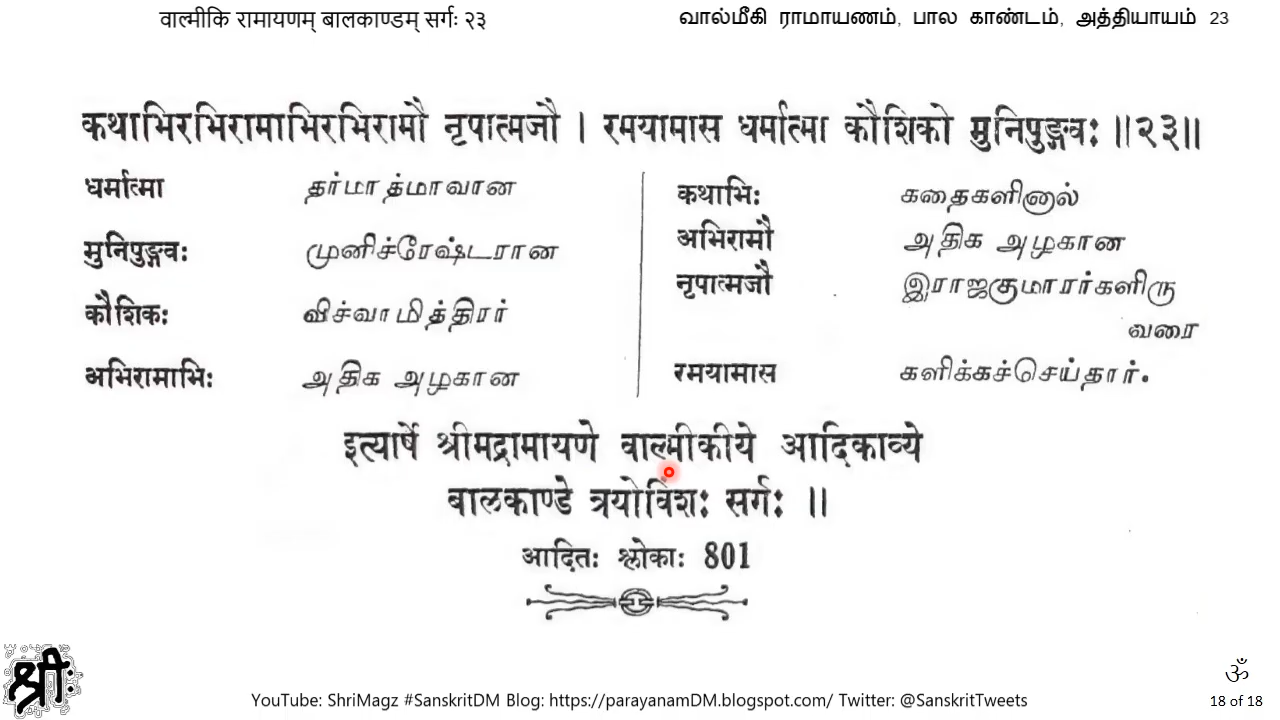 वाल्मीकि रामायणम् बालकाण्डम् सर्गः २३
வால்மீகி ராமாயணம், பால காண்டம், அத்தியாயம் 23
कथाभिरभिरामाभिरभिरामौ नृपात्मजौ । रमयामास धर्मात्मा कौशिको मुनिपुङ्गवः ॥२३॥
धर्मात्मा தர்மாத்மாவான
मुनिपुङ्गवः முனிச்ரேஷ்டரான
कौशिकः விச்வாமித்திரர்
अभिरामाभिः அதிக அழகான
कथाभिः கதைகளினால்
अभिरामौ அதிக அழகான
नृपात्मजौ இராஜகுமாரர்களிரு
வரை
रमयामास களிக்கச்செய்தார்.
इत्यार्षे श्रीमद्रामायणे वाल्मीकीये आदिकाव्ये
बालकाण्डे त्रयोविंशः सर्गः ॥
आदितः श्लोकाः 801
श्रीः
ॐ
YouTube: ShriMagz #SanskritDM Blog: https://parayanamDM.blogspot.com/ Twitter: @SanskritTweets
18 of 18